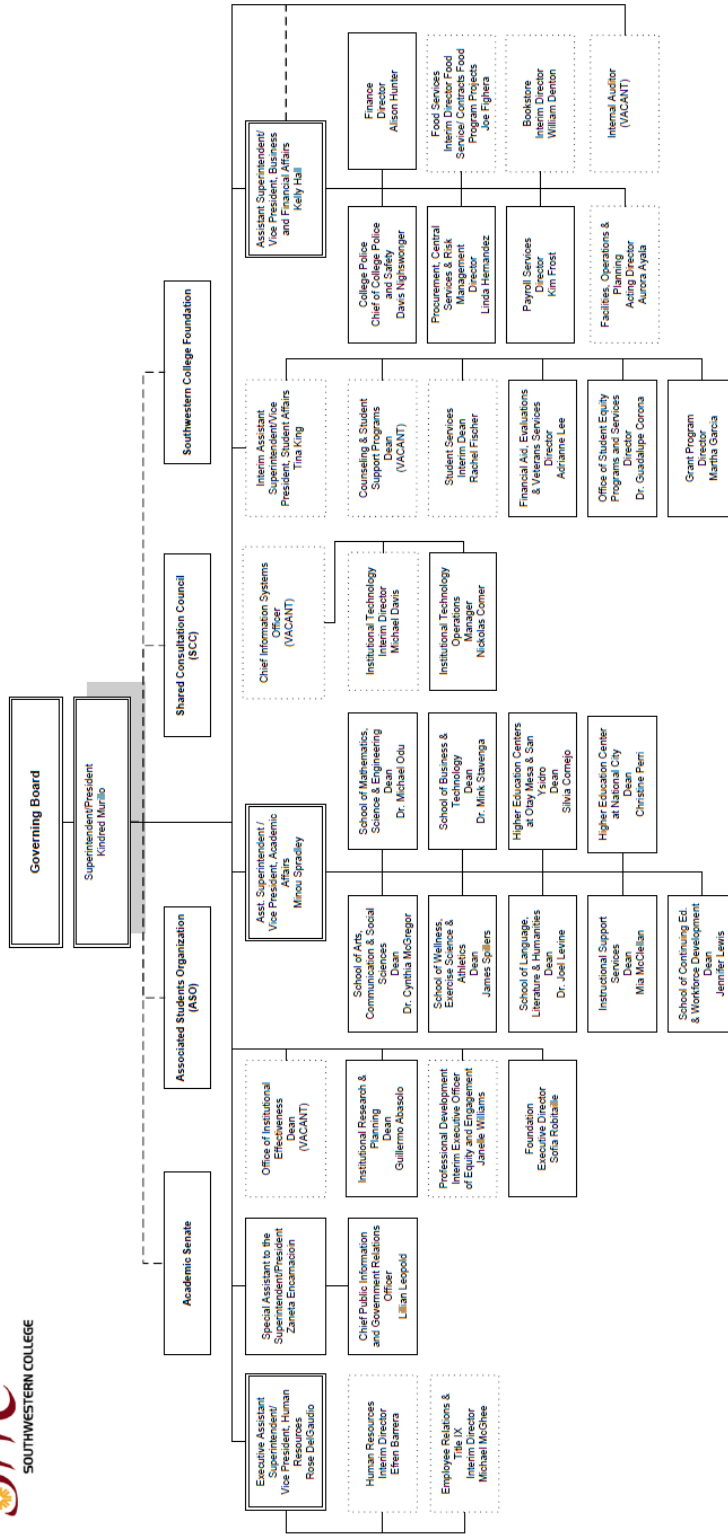 SOUTHWESTERN COLLEGE
Governing Board
Superintendent/President
Kindred Murillo
Academic Senate
Associated Students Organization
(ASO)
Shared Consultation Council
(SCC)
Southwestern College Foundation
Executive Assistant
Superintendent/
Vice President, Human
Resources
Rose DelGaudio
Human Resources
Interim Director
Efren Barrera
Employee Relations &
Title IX
Interim Director
Michael McGhee
Special Assistant to the
Superintendent/President
Zaneta Encarnacioin
Chief Public Information
and Government Relations
Officer
Lillian Leopold
Office of Institutional
Effectiveness
Dean
(VACANT)
Institutional Research &
Planning
Dean
Guillermo Abasolo
Professional Development
Interim Executive Officer
of Equity and Engagement
Janelle Williams
Foundation
Executive Director
Sofia Robitaille
Asst. Superintendent /
Vice President, Academic
Affairs
Minou Spradley
School of Arts,
Communication & Social
Sciences
Dean
Dr. Cynthia McGregor
School of Mathematics,
Science & Engineering
Dean
Dr. Michael Odu
School of Wellness,
Exercise Science &
Athletics
Dean
James Spillers
School of Business &
Technology
Dean
Dr. Mink Stavenga
School of Language,
Literature & Humanities
Dean
Dr. Joel Levine
Higher Education Centers
at Otay Mesa & San
Ysidro
Dean
Silvia Cornejo
Instructional Support
Services
Dean
Mia McClellan
Higher Education Center
at National City
Dean
Christine Perri
School of Continuing Ed.
& Workforce Development
Dean
Jennifer Lewis
Chief Information Systems
Officer
(VACANT)
Institutional Technology
Interim Director
Michael Davis
Institutional Technology
Operations
Manager
Nickolas Comer
Interim Assistant
Superintendent/Vice
President, Student Affairs
Tina King
Counseling & Student
Support Programs
Dean
(VACANT)
Student Services
Interim Dean
Rachel Fischer
Financial Aid, Evaluations
& Veterans Services
Director
Adrianne Lee
Office of Student Equity
Programs and Services
Director
Dr. Guadalupe Corona
Grant Program
Director
Martha Garcia
Assistant Superintendent/
Vice President, Business
and Financial Affairs
Kelly Hall
College Police
Chief of College Police
and Safety
Davis Nighswonger
Finance
Director
Alison Hunter
Procurement, Central
Services & Risk
Management
Director
Linda Hernandez
Food Services
Interim Director Food
Service/ Contracts Food
Program Projects
Joe Fighera
Payroll Services
Director
Kim Frost
Bookstore
Interim Director
William Denton
Facilities, Operations &
Planning
Acting Director
Aurora Ayala
Internal Auditor
(VACANT)